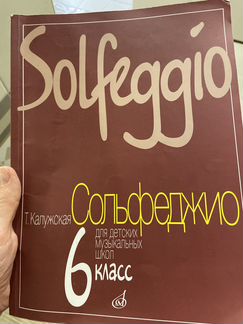 Solfeggio
Т. Калужская Сольфеджио
для детских
музыкальных
школ
6 класс